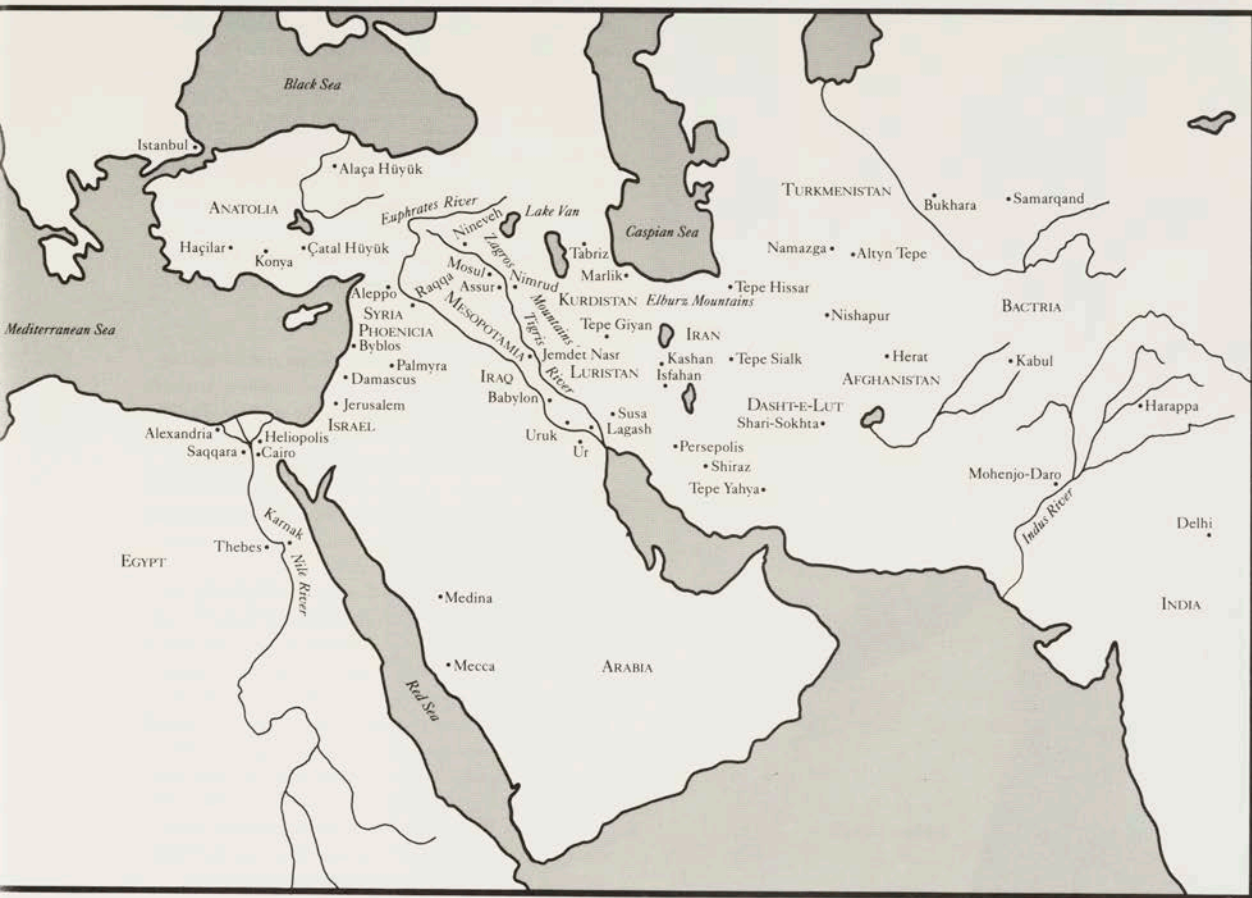 Black Sea
Istanbul
Alaça Hüyük
ANATOLIA
Euphrates River
Lake Van
Nineveh
Haçilar
Konya
Çatal Hüyük
Zagros Mountains
Tabriz
Caspian Sea
TURKMENISTAN
Bukhara
Samarqand
Namazga
Altyn Tepe
Mosul
Marlik
Aleppo
Raqqa
Assur
Nimrud
KURDISTAN
Elburz Mountains
Tepe Hissar
BACTRIA
SYRIA
MESOPOTAMIA
Tigris River
Tepe Giyan
IRAN
Nishapur
Mediterranean Sea
PHOENICIA
Byblos
Palmyra
Jemdet Nasr
Kashan
Tepe Sialk
Herat
Kabul
Damascus
IRAQ
LURISTAN
Isfahan
AFGHANISTAN
Jerusalem
Babylon
Susa
DASHT-E-LUT
Harappa
ISRAEL
Lagash
Shari-Sokhta
Alexandria
Heliopolis
Uruk
Saqqara
Cairo
Ur
Persepolis
Shiraz
Mohenjo-Daro
Tepe Yahya
Indus River
Karnak
Delhi
Thebes
Nile River
EGYPT
Medina
INDIA
Mecca
ARABIA
Red Sea